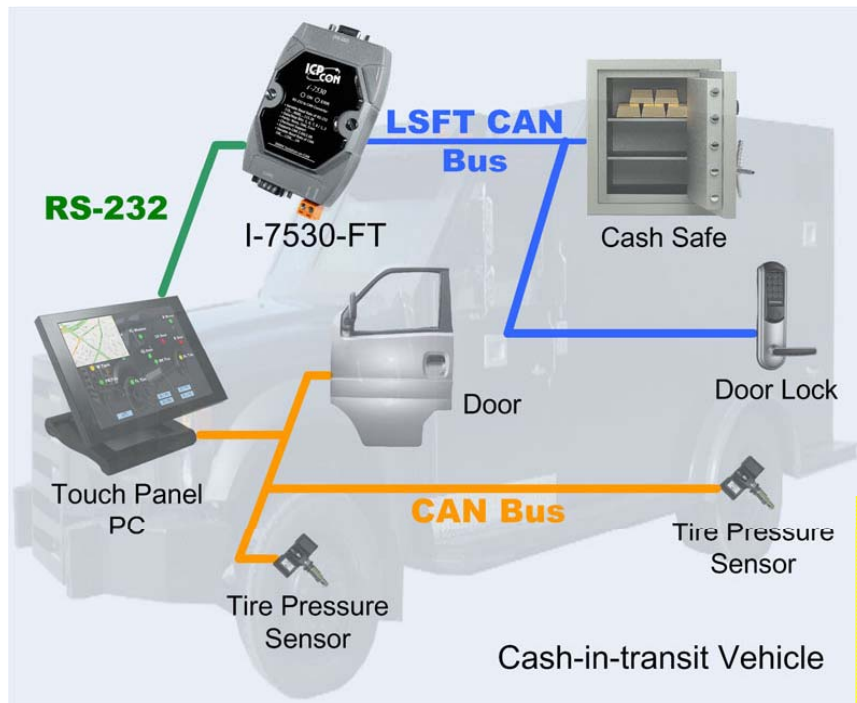 ICP
CON
i-7530
LSFT CAN
Bus
RS-232
I-7530-FT
Cash Safe
Door
Door Lock
Touch Panel
PC
CAN Bus
Tire Pressure
Sensor
Tire Pressure
Sensor
Cash-in-transit Vehicle